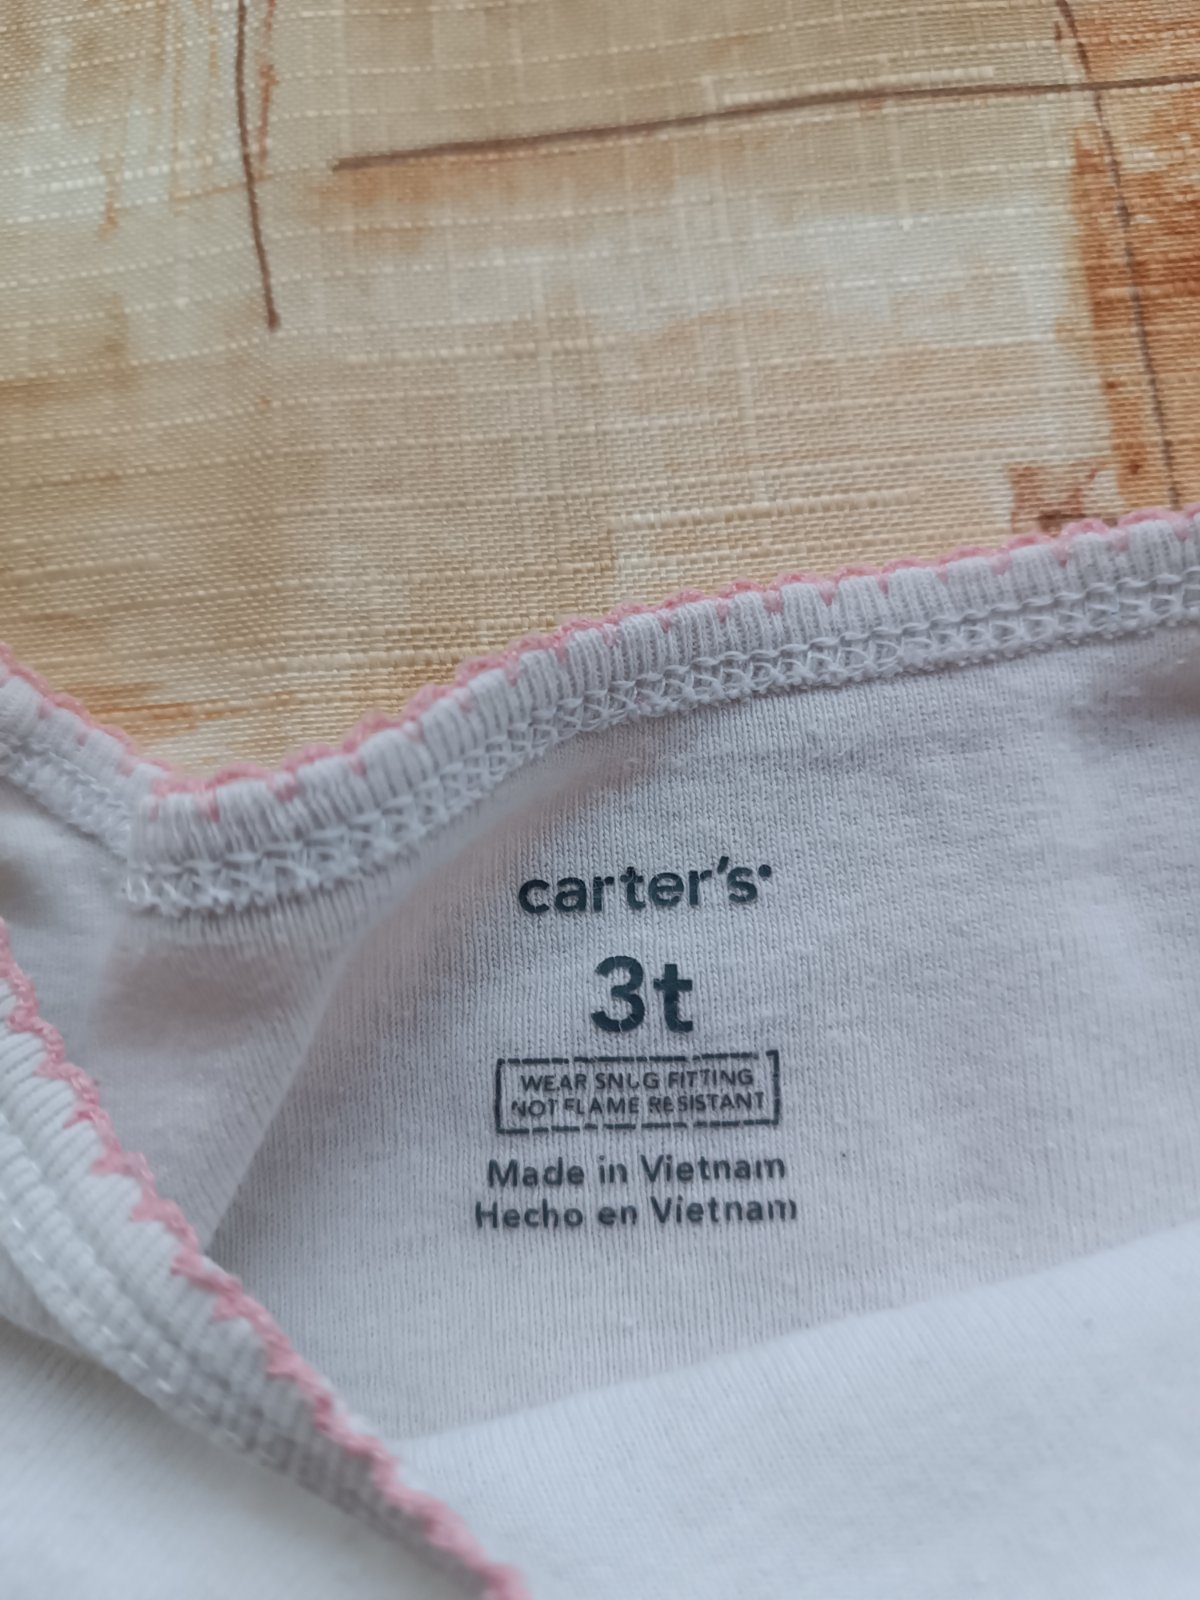 carter's
3t
WEAR SNUG FITTING
NOT FLAME RESISTANT
Made in Vietnam
Hecho en Vietnam